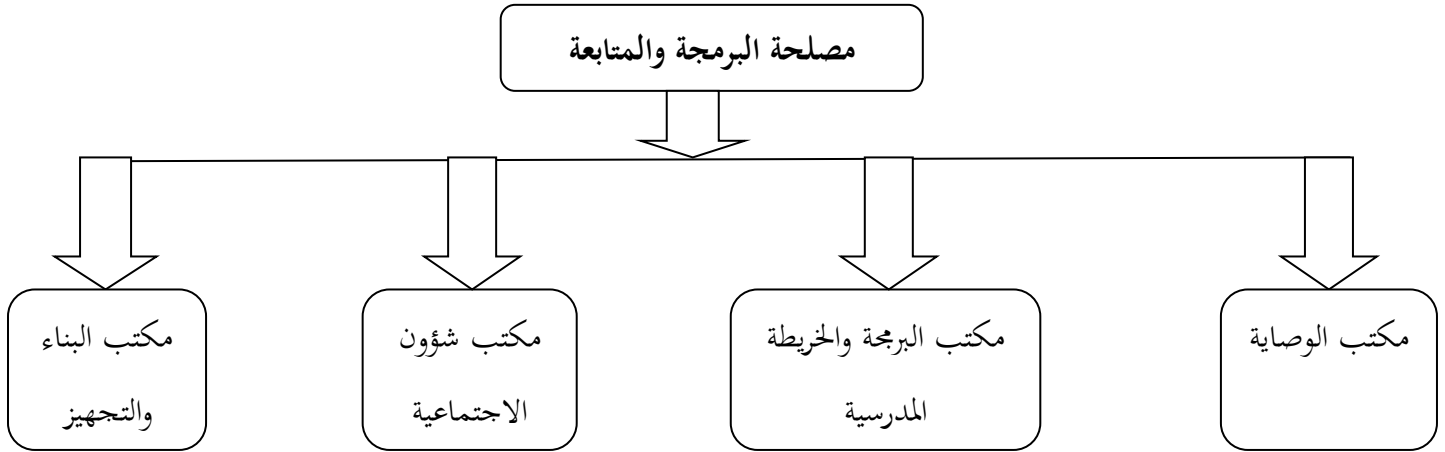 مصلحة البرمجة والمتابعة
مكتب الوصاية
مكتب البرمجة والخريطة
المدرسية
مكتب شؤون
الاجتماعية
مكتب البناء
والتجهيز